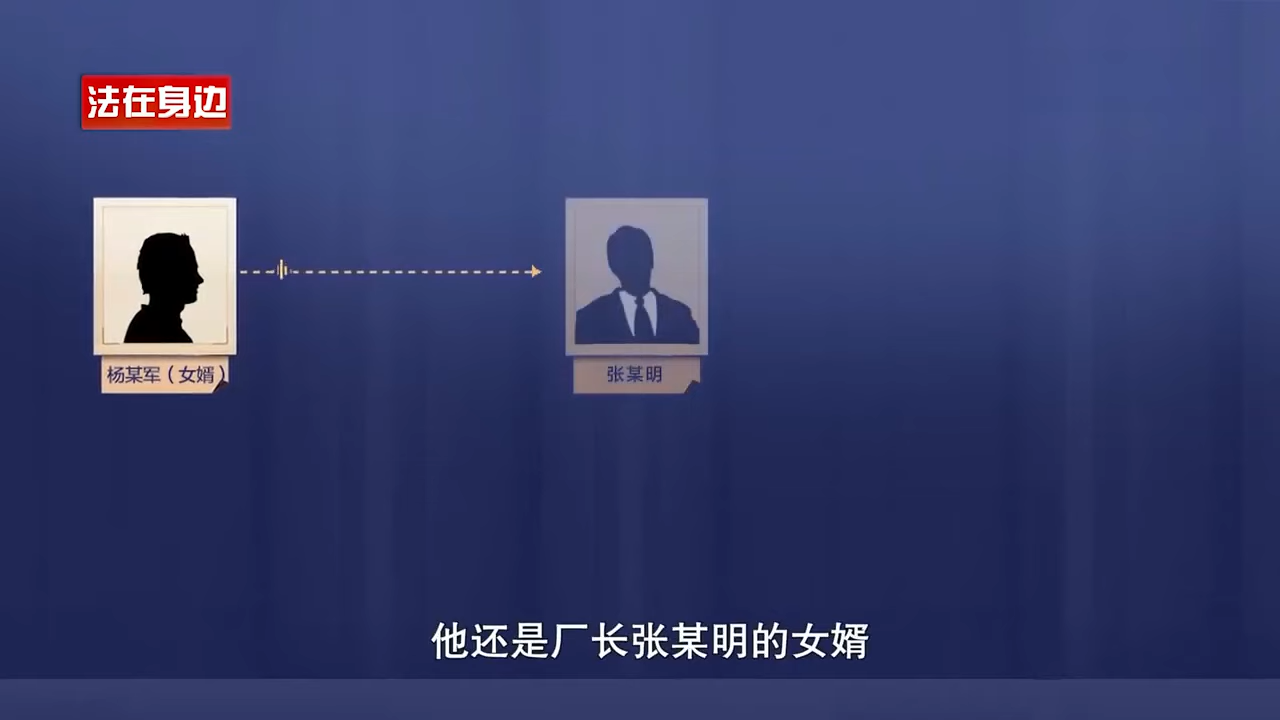 法在身边
杨某军（女婿）
张某明
他还是厂长张某明的女婿